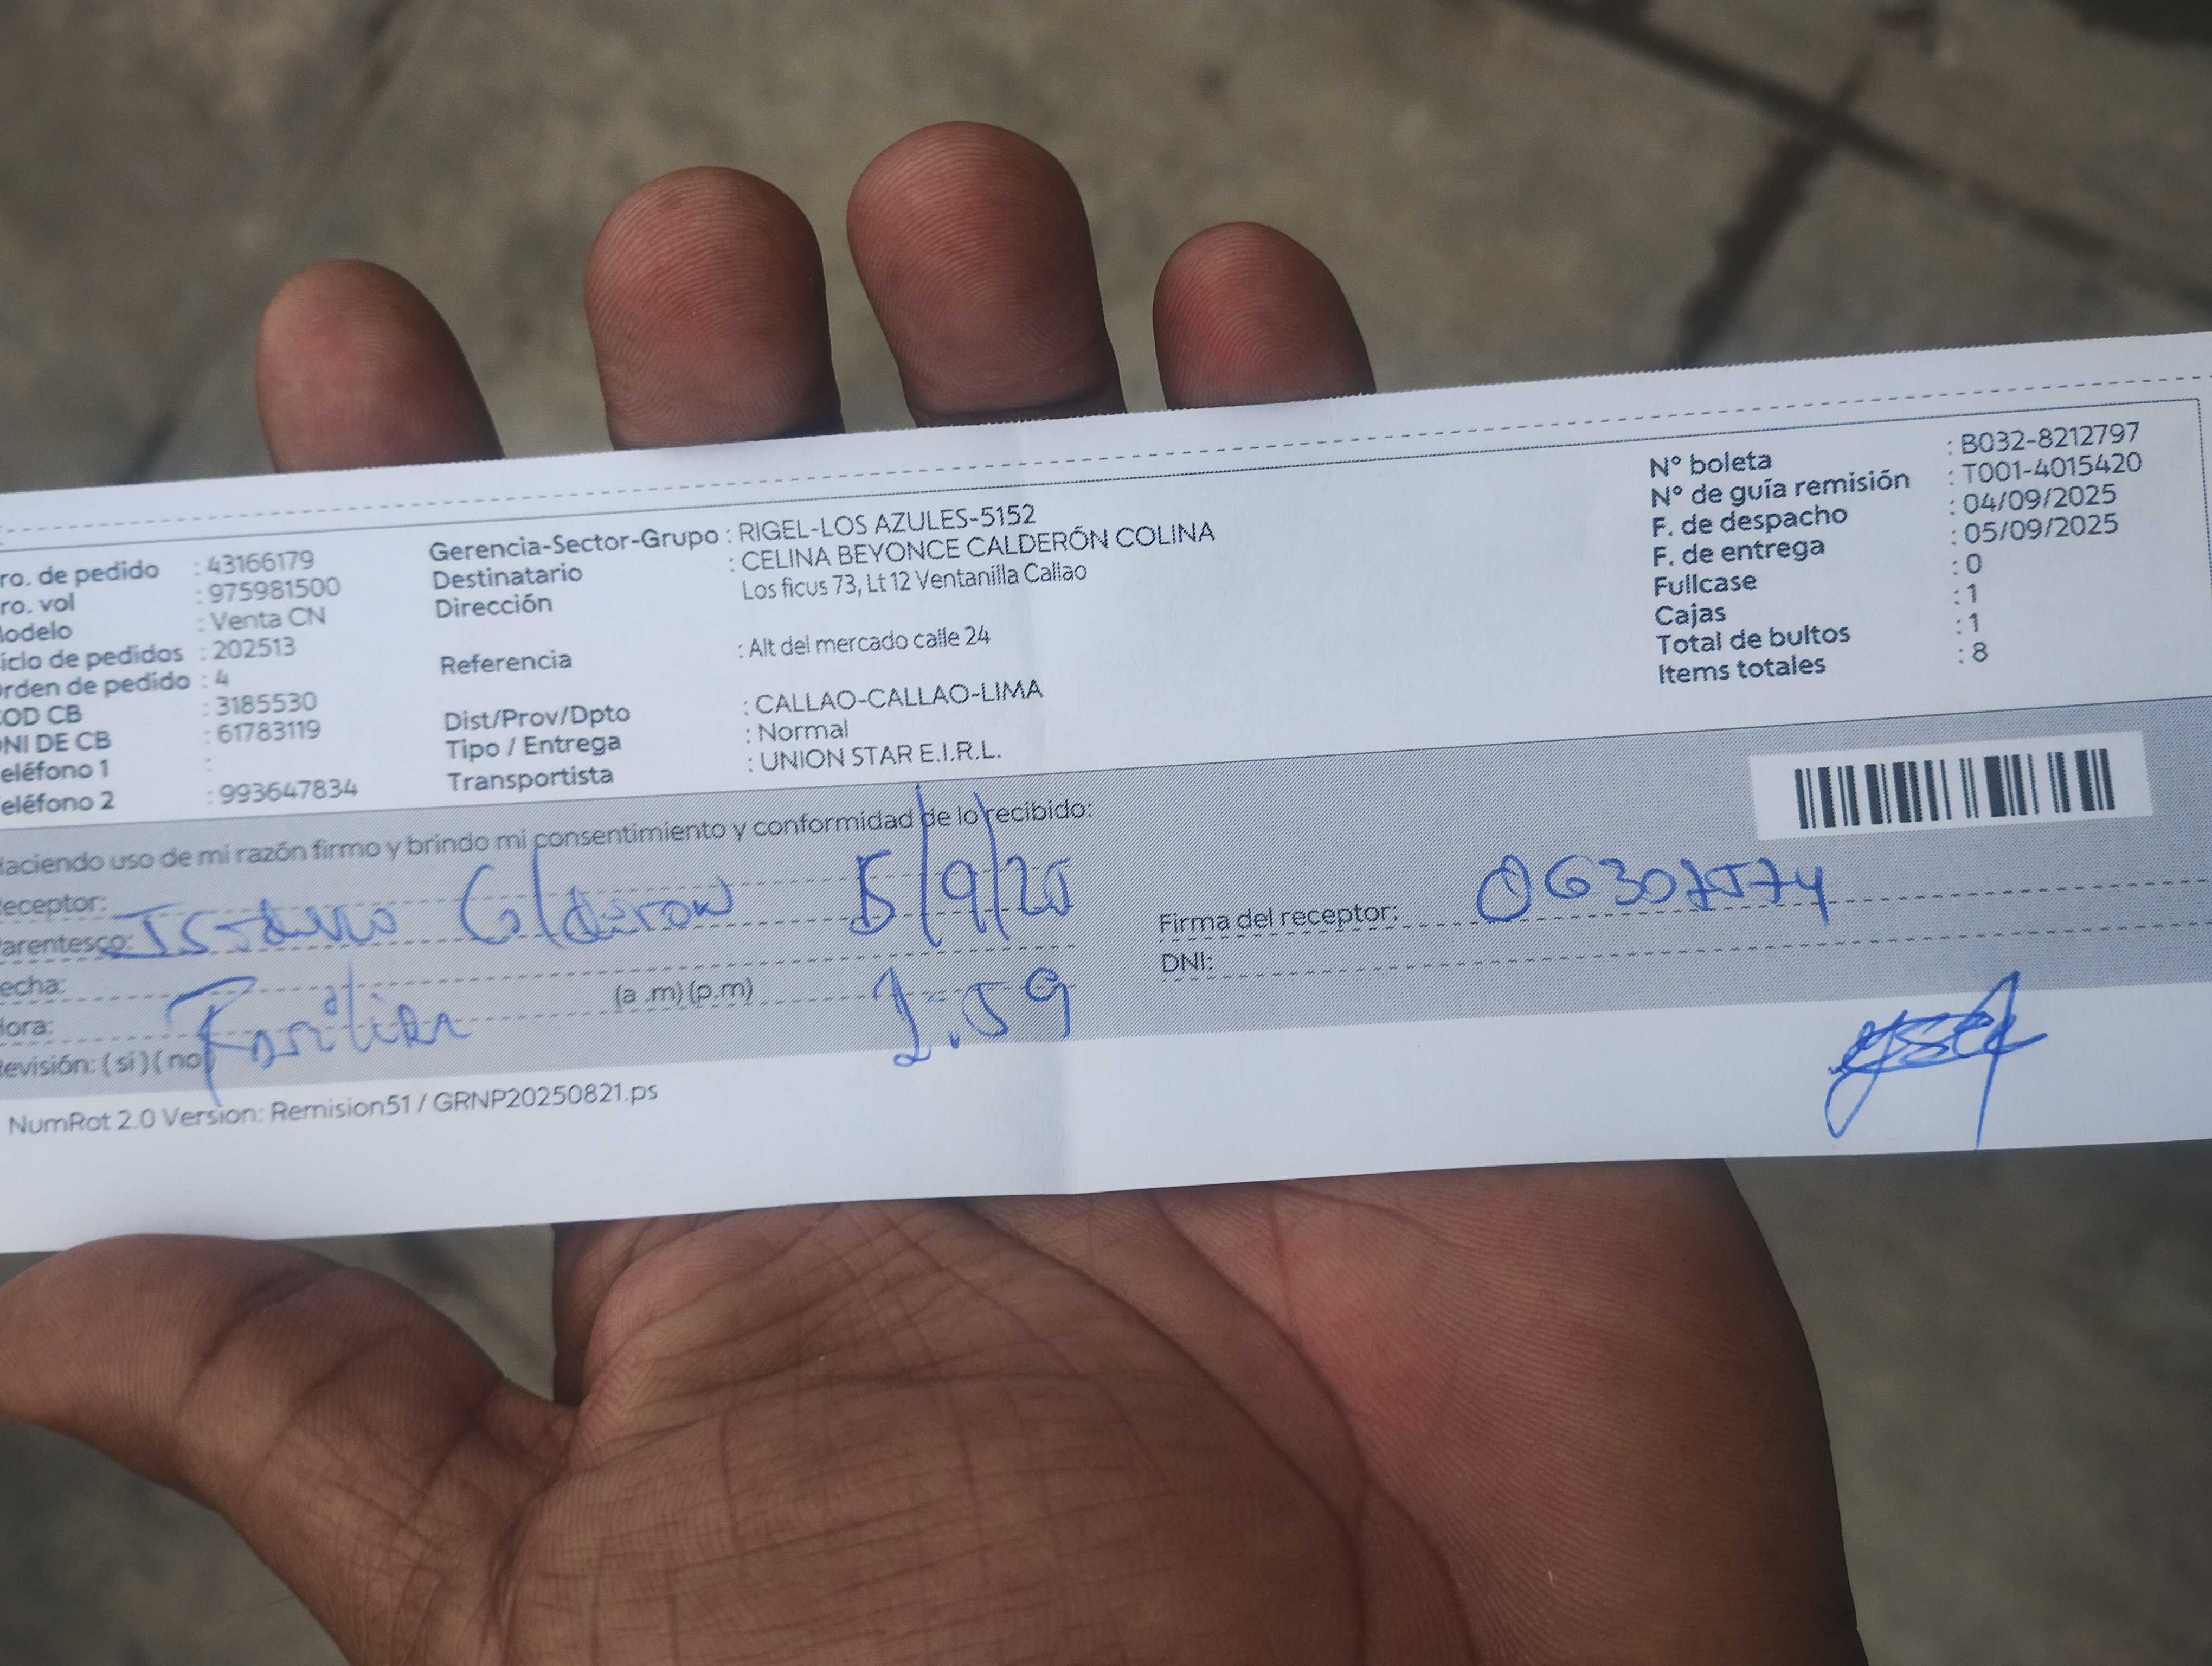 ro. de pedido : 43166179
ro. vol : 975981500
lodelo : Venta CN
iclo de pedidos : 202513
rden de pedido : 4
OD CB : 3185530
NI DE CB : 61783119
eléfono 1 :
eléfono 2 : 993647834
Gerencia-Sector-Grupo : RIGEL-LOS AZULES-5152
Destinatario : CELINA BEYONCE CALDERÓN COLINA
Dirección Los ficus 73, Lt 12 Ventanilla Callao
Referencia : Alt del mercado calle 24
Dist/Prov/Dpto : CALLAO-CALLAO-LIMA
Tipo / Entrega : Normal
Transportista : UNION STAR E.I.R.L.
N° boleta : B032-8212797
N° de guía remisión : T001-4015420
F. de despacho : 04/09/2025
F. de entrega : 05/09/2025
Fullcase : 0
Cajas : 1
Total de bultos : 1
Items totales : 8
Haciendo uso de mi razón firmo y brindo mi consentimiento y conformidad de lo recibido:
eceptor:
arentesco: Calderon 5/9/25
echa:
ora: Familiar (a .m) (p.m)
evisión: ( si ) ( no )
Firma del receptor:
DNI:
NumRot 2.0 Version: Remision51 / GRNP20250821.ps